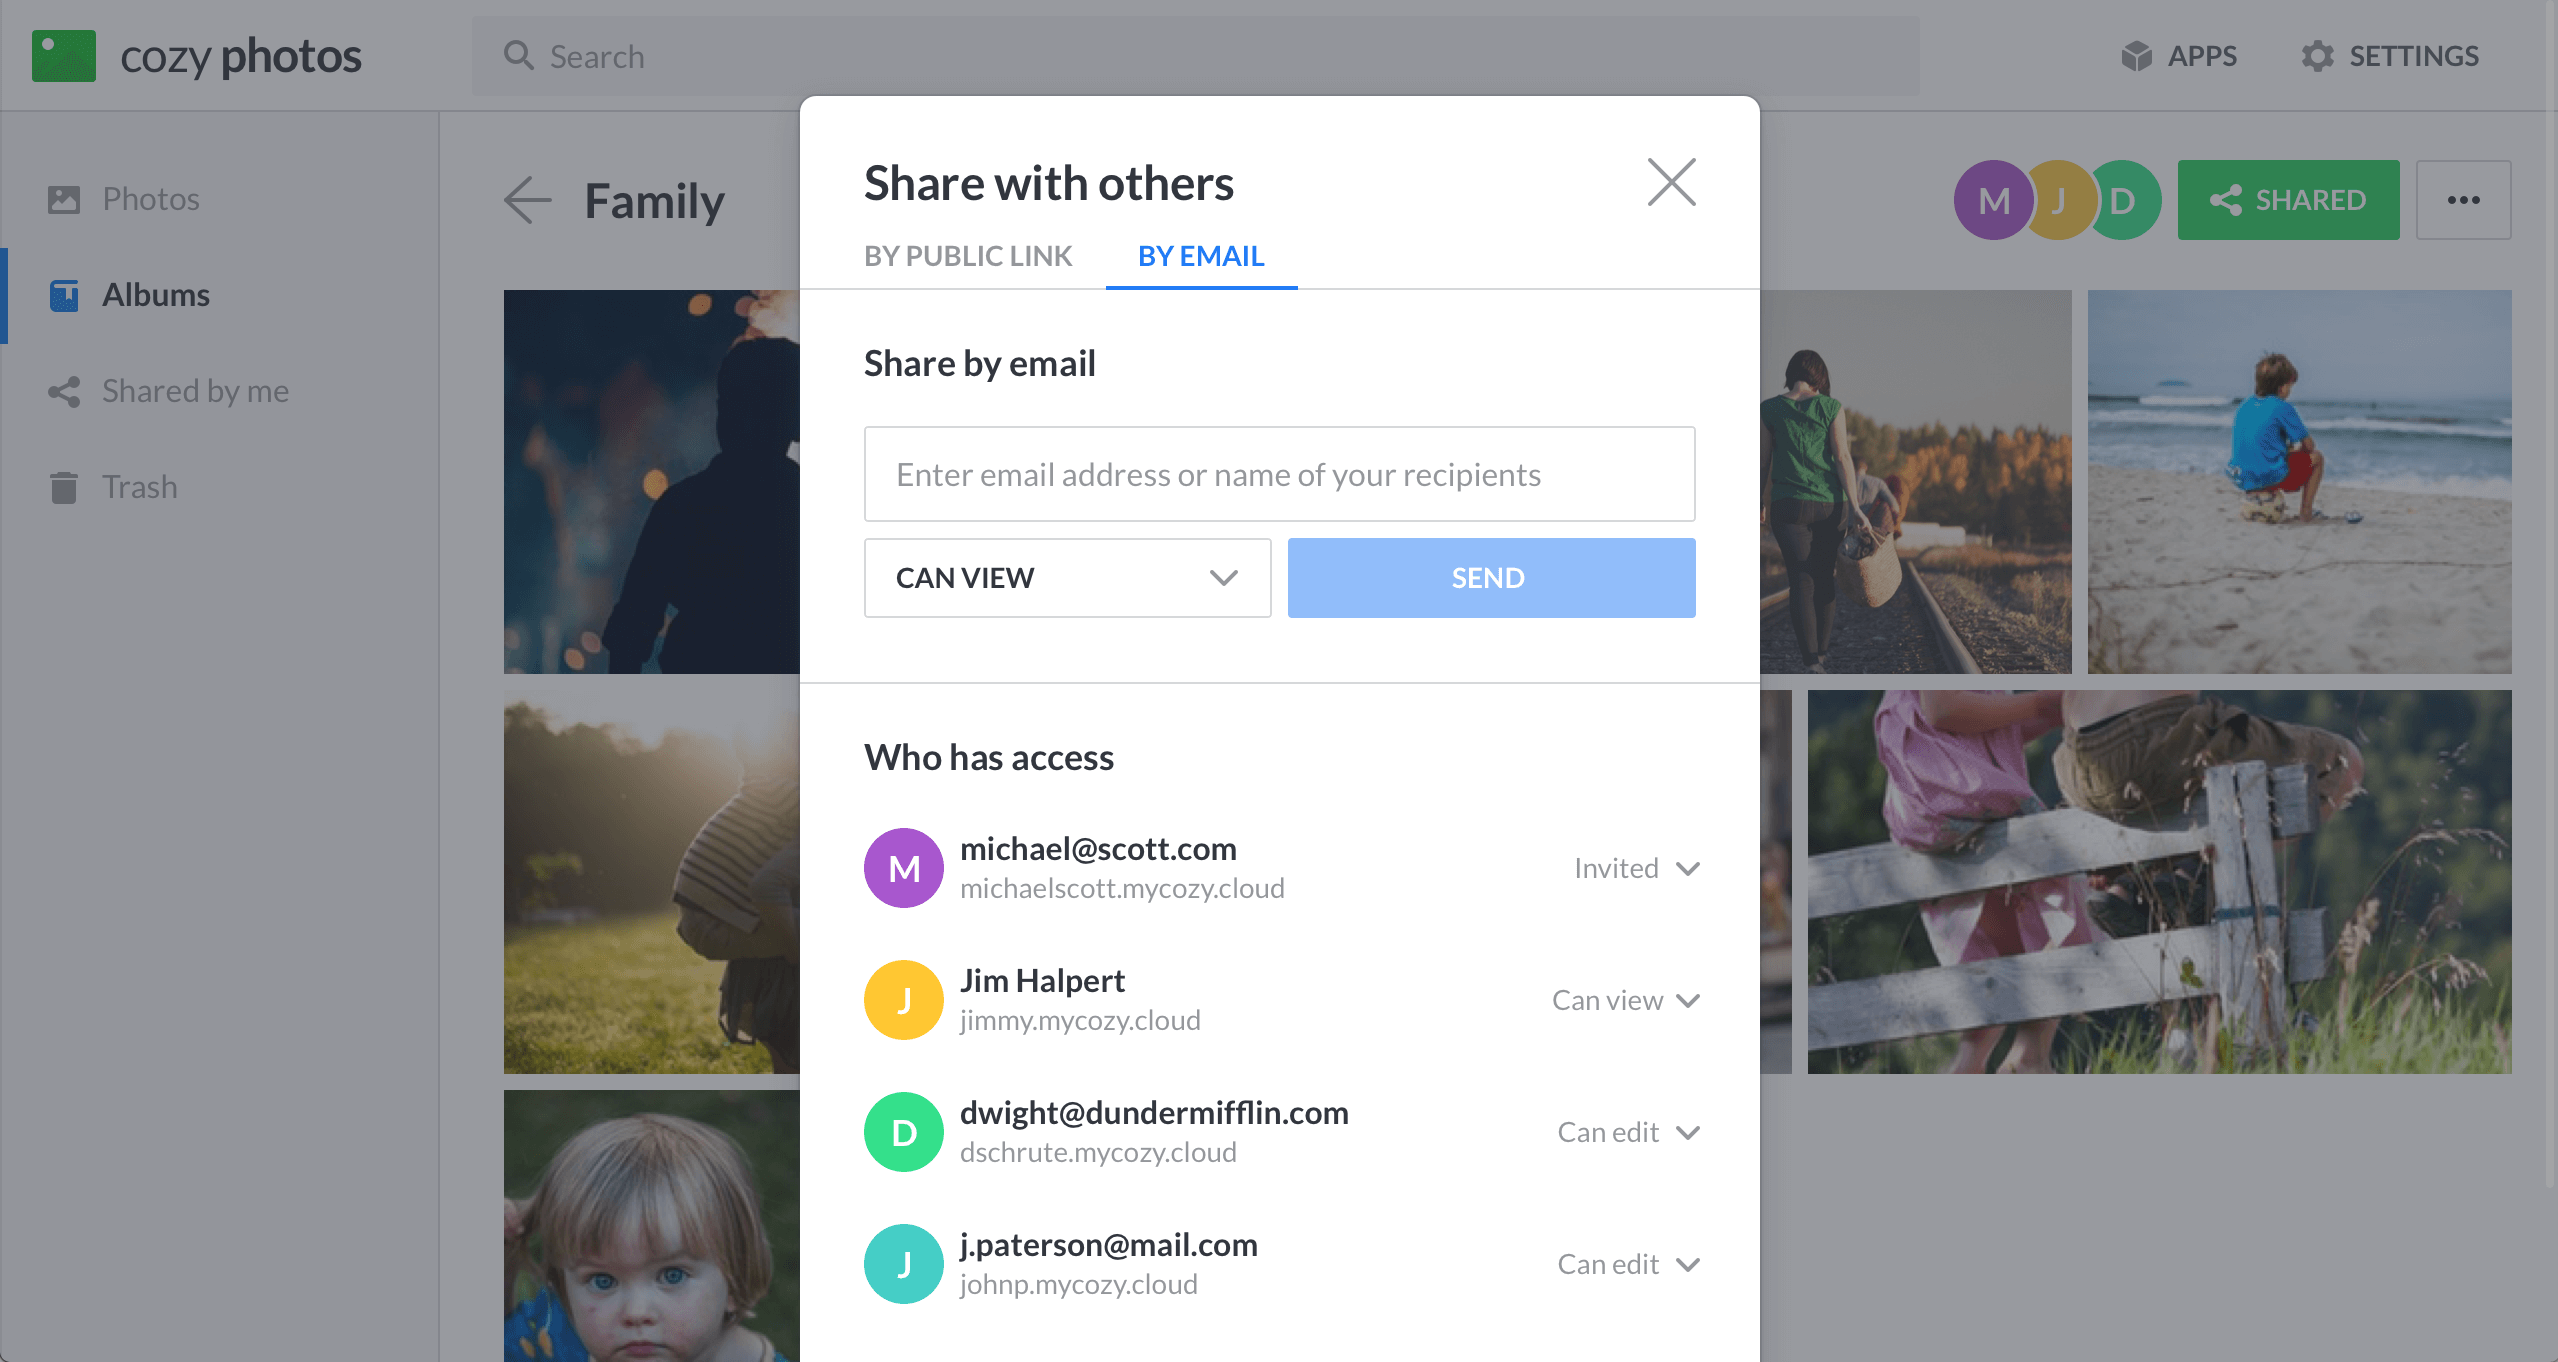 cozy photos
Search
APPS
SETTINGS
Photos
Albums
Shared by me
Trash
Family
M
J
D
SHARED
Share with others
BY PUBLIC LINK
BY EMAIL
Share by email
Enter email address or name of your recipients
CAN VIEW
SEND
Who has access
M
michael@scott.com
michaelscott.mycozy.cloud
Invited
J
Jim Halpert
jimmy.mycozy.cloud
Can view
D
dwight@dundermifflin.com
dschrute.mycozy.cloud
Can edit
J
j.paterson@mail.com
johnp.mycozy.cloud
Can edit